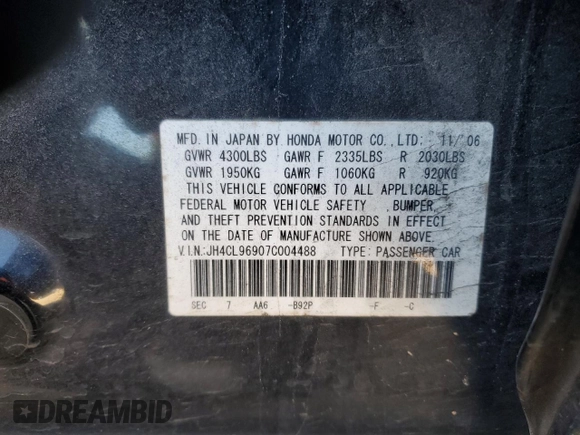 MFD. IN JAPAN BY HONDA MOTOR CO.,LTD: 11/06
GVWR 4300LBS GAWR F 2335LBS R 2030LBS
GVWR 1950KG GAWR F 1060KG R 920KG
THIS VEHICLE CONFORMS TO ALL APPLICABLE
FEDERAL MOTOR VEHICLE SAFETY ,BUMPER,
AND THEFT PREVENTION STANDARDS IN EFFECT
ON THE DATE OF MANUFACTURE SHOWN ABOVE.
V.I.N:JH4CL96907C004488 TYPE: PASSENGER CAR
SEC 7 AA6 -B92P -F -C
DREAMBID